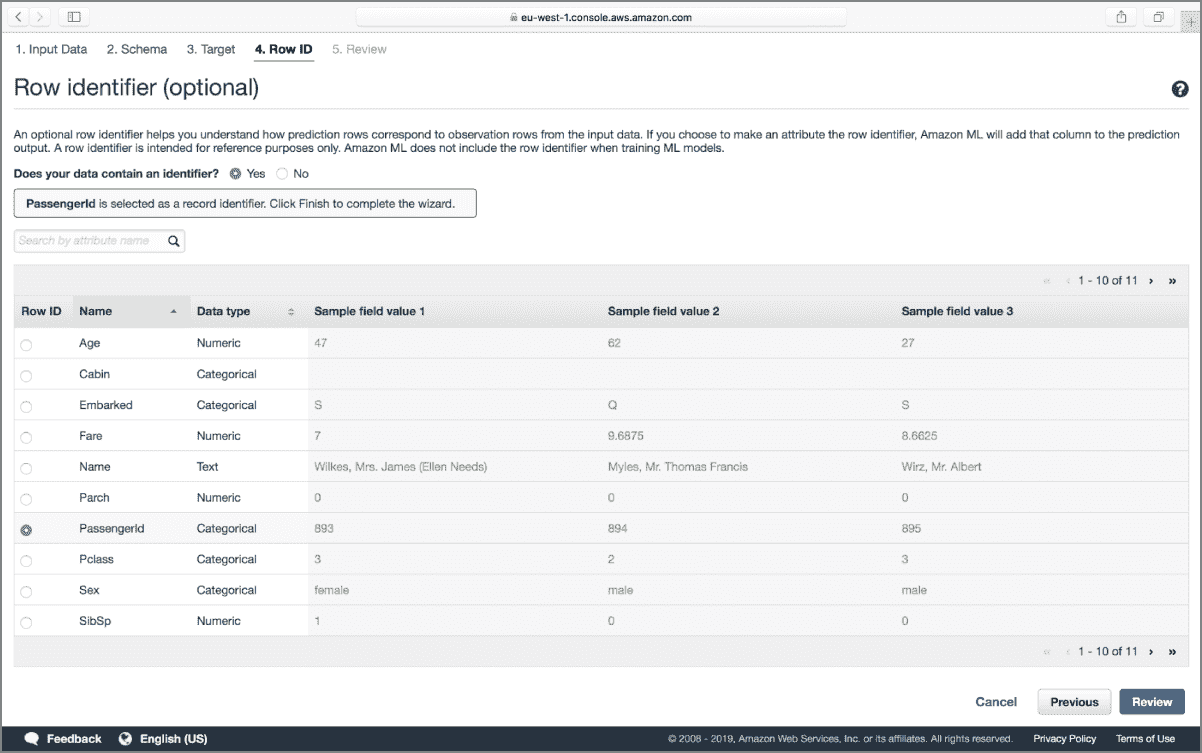 eu-west-1.console.aws.amazon.com
1. Input Data 2. Schema 3. Target 4. Row ID 5. Review
Row identifier (optional)
An optional row identifier helps you understand how prediction rows correspond to observation rows from the input data. If you choose to make an attribute the row identifier, Amazon ML will add that column to the prediction
output. A row identifier is intended for reference purposes only. Amazon ML does not include the row identifier when training ML models.
Does your data contain an identifier? Yes No
PassengerId is selected as a record identifier. Click Finish to complete the wizard.
Search by attribute name
« ‹ 1 - 10 of 11 › »
Row ID Name Data type Sample field value 1 Sample field value 2 Sample field value 3
Age Numeric 47 62 27
Cabin Categorical
Embarked Categorical S Q S
Fare Numeric 7 9.6875 8.6625
Name Text Wilkes, Mrs. James (Ellen Needs) Myles, Mr. Thomas Francis Wirz, Mr. Albert
Parch Numeric 0 0 0
PassengerId Categorical 893 894 895
Pclass Categorical 3 2 3
Sex Categorical female male male
SibSp Numeric 1 0 0
« ‹ 1 - 10 of 11 › »
Cancel Previous Review
Feedback English (US) © 2008 - 2019, Amazon Web Services, Inc. or its affiliates. All rights reserved. Privacy Policy Terms of Use